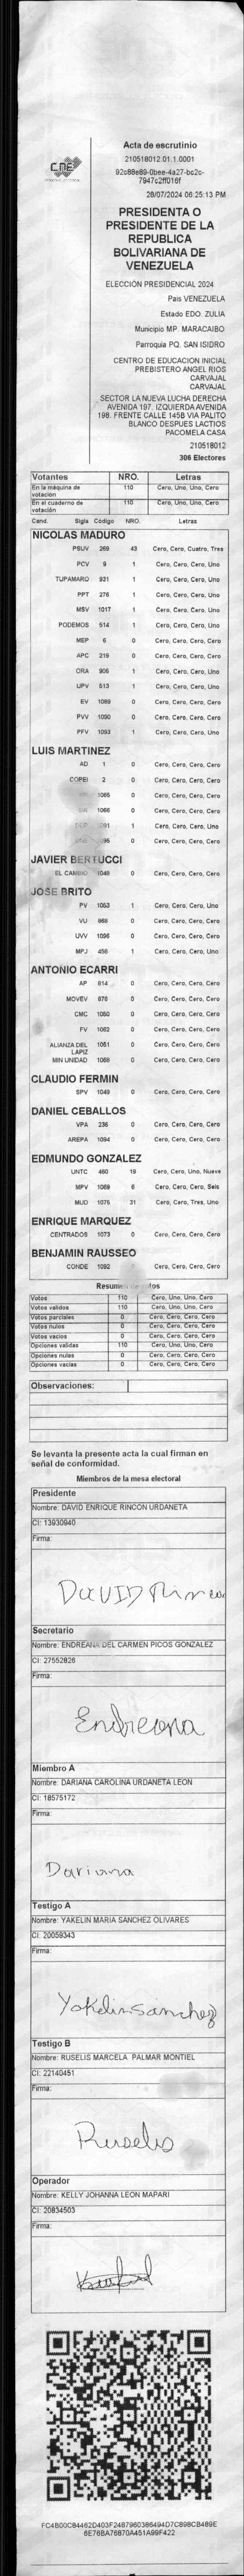 CNE
Acta de escrutinio
210518012.01.1.0001
92c88e69-0bee-4a27-bc2c-
7947c2ff016f
28/07/2024 06:25:13 PM
PRESIDENTA O
PRESIDENTE DE LA
REPUBLICA
BOLIVARIANA DE
VENEZUELA
ELECCIÓN PRESIDENCIAL 2024
Pais VENEZUELA
Estado EDO. ZULIA
Municipio MP. MARACAIBO
Parroquia PQ. SAN ISIDRO
CENTRO DE EDUCACION INICIAL
PREBISTERO ANGEL RIOS
CARVAJAL
CARVAJAL
SECTOR LA NUEVA LUCHA DERECHA
AVENIDA 197. IZQUIERDA AVENIDA
198. FRENTE CALLE 145B VIA PALITO
BLANCO DESPUES LACTIOS
PACOMELA CASA
210518012
306 Electores
Votantes NRO. Letras
En la máquina de votación 110 Cero, Uno, Uno, Cero
En el cuaderno de votación 110 Cero, Uno, Uno, Cero
Cand. Sigla Código NRO. Letras
NICOLAS MADURO
PSUV 269 43 Cero, Cero, Cuatro, Tres
PCV 9 1 Cero, Cero, Cero, Uno
TUPAMARO 931 1 Cero, Cero, Cero, Uno
PPT 276 1 Cero, Cero, Cero, Uno
MSV 1017 1 Cero, Cero, Cero, Uno
PODEMOS 514 1 Cero, Cero, Cero, Uno
MEP 6 0 Cero, Cero, Cero, Cero
APC 219 0 Cero, Cero, Cero, Cero
ORA 906 1 Cero, Cero, Cero, Uno
UPV 513 1 Cero, Cero, Cero, Uno
EV 1089 0 Cero, Cero, Cero, Cero
PVV 1090 0 Cero, Cero, Cero, Cero
PFV 1093 1 Cero, Cero, Cero, Uno
LUIS MARTINEZ
AD 1 0 Cero, Cero, Cero, Cero
COPEI 2 0 Cero, Cero, Cero, Cero
1065 0 Cero, Cero, Cero, Cero
1066 0 Cero, Cero, Cero, Cero
1 Cero, Cero, Cero, Uno
0 Cero, Cero, Cero, Cero
JAVIER BERTUCCI
EL CAMBIO 1048 0 Cero, Cero, Cero, Cero
JOSE BRITO
PV 1053 1 Cero, Cero, Cero, Uno
VU 868 0 Cero, Cero, Cero, Cero
UVV 1096 0 Cero, Cero, Cero, Cero
MPJ 456 1 Cero, Cero, Cero, Uno
ANTONIO ECARRI
AP 814 0 Cero, Cero, Cero, Cero
MOVEV 878 0 Cero, Cero, Cero, Cero
CMC 1050 0 Cero, Cero, Cero, Cero
FV 1082 0 Cero, Cero, Cero, Cero
ALIANZA DEL LAPIZ 1051 0 Cero, Cero, Cero, Cero
MIN UNIDAD 1068 0 Cero, Cero, Cero, Cero
CLAUDIO FERMIN
SPV 1049 0 Cero, Cero, Cero, Cero
DANIEL CEBALLOS
VPA 236 0 Cero, Cero, Cero, Cero
AREPA 1094 0 Cero, Cero, Cero, Cero
EDMUNDO GONZALEZ
UNTC 460 19 Cero, Cero, Uno, Nueve
MPV 1069 6 Cero, Cero, Cero, Seis
MUD 1075 31 Cero, Cero, Tres, Uno
ENRIQUE MARQUEZ
CENTRADOS 1073 0 Cero, Cero, Cero, Cero
BENJAMIN RAUSSEO
CONDE 1092 Cero, Cero, Cero, Cero
Resumen de votos
Votos 110 Cero, Uno, Uno, Cero
Votos validos 110 Cero, Uno, Uno, Cero
Votos parciales 0 Cero, Cero, Cero, Cero
Votos nulos 0 Cero, Cero, Cero, Cero
Votos vacios 0 Cero, Cero, Cero, Cero
Opciones validas 110 Cero, Uno, Uno, Cero
Opciones nulas 0 Cero, Cero, Cero, Cero
Opciones vacias 0 Cero, Cero, Cero, Cero
Observaciones:
Se levanta la presente acta la cual firman en
señal de conformidad.
Miembros de la mesa electoral
Presidente
Nombre: DAVID ENRIQUE RINCON URDANETA
CI: 13930940
Firma:
DAVID Rincon
Secretario
Nombre: ENDREANA DEL CARMEN PICOS GONZALEZ
CI: 27552826
Firma:
Endreana
Miembro A
Nombre: DARIANA CAROLINA URDANETA LEON
CI: 18575172
Firma:
Dariana
Testigo A
Nombre: YAKELIN MARIA SANCHEZ OLIVARES
CI: 20059343
Firma:
Yakelin sanchez
Testigo B
Nombre: RUSELIS MARCELA PALMAR MONTIEL
CI: 22140451
Firma:
Ruselis
Operador
Nombre: KELLY JOHANNA LEON MAPARI
CI: 20834503
Firma:
FC4B00C84462D403F2487960386494D7C898CB489E
6E76BA76870A451A99F422